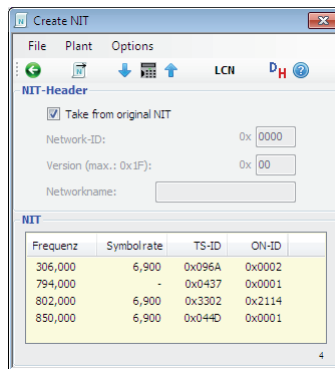 Create NIT
File Plant Options
LCN DH
NIT-Header
Take from original NIT
Network-ID: 0x 0000
Version (max.: 0x1F): 0x 00
Networkname:
NIT
Frequenz Symbolrate TS-ID ON-ID
306,000 6,900 0x096A 0x0002
794,000 - 0x0437 0x0001
802,000 6,900 0x3302 0x2114
850,000 6,900 0x044D 0x0001
4